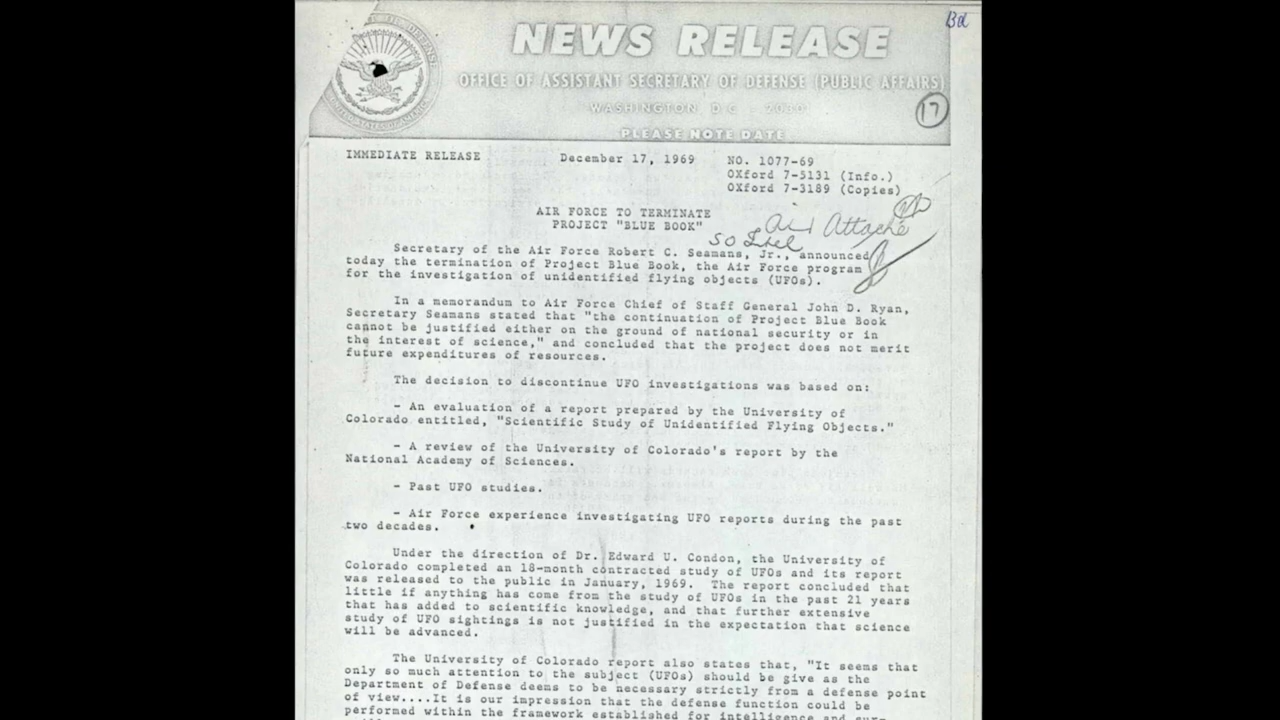 Bd
NEWS RELEASE
OFFICE OF ASSISTANT SECRETARY OF DEFENSE (PUBLIC AFFAIRS)
WASHINGTON, D.C. - 20301
17
PLEASE NOTE DATE
IMMEDIATE RELEASE December 17, 1969 NO. 1077-69
OXford 7-5131 (Info.)
OXford 7-3189 (Copies)
AIR FORCE TO TERMINATE
PROJECT "BLUE BOOK"
Air Attache
SO
Secretary of the Air Force Robert C. Seamans, Jr., announced
today the termination of Project Blue Book, the Air Force program
for the investigation of unidentified flying objects (UFOs).
In a memorandum to Air Force Chief of Staff General John D. Ryan,
Secretary Seamans stated that "the continuation of Project Blue Book
cannot be justified either on the ground of national security or in
the interest of science," and concluded that the project does not merit
future expenditures of resources.
The decision to discontinue UFO investigations was based on:
- An evaluation of a report prepared by the University of
Colorado entitled, "Scientific Study of Unidentified Flying Objects."
- A review of the University of Colorado's report by the
National Academy of Sciences.
- Past UFO studies.
- Air Force experience investigating UFO reports during the past
two decades.
Under the direction of Dr. Edward U. Condon, the University of
Colorado completed an 18-month contracted study of UFOs and its report
was released to the public in January, 1969. The report concluded that
little if anything has come from the study of UFOs in the past 21 years
that has added to scientific knowledge, and that further extensive
study of UFO sightings is not justified in the expectation that science
will be advanced.
The University of Colorado report also states that, "It seems that
only so much attention to the subject (UFOs) should be give as the
Department of Defense deems to be necessary strictly from a defense point
of view....It is our impression that the defense function could be
performed within the framework established for intelligence and sur-